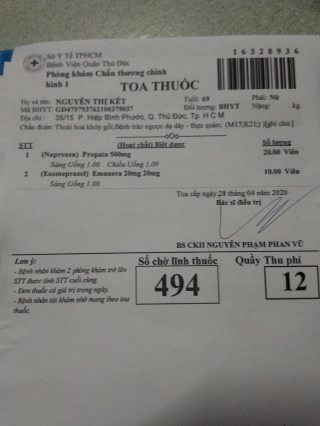 Sở Y Tế TPHCM
Bệnh Viện Quận Thủ Đức
Phòng khám Chấn thương chỉnh hình 1
16328936
TOA THUỐC
Họ và tên: NGUYỄN THỊ KẾT Tuổi: 69 Phái: Nữ
Mã BHYT: GD4797937621003790037 Đối tượng: BHYT Nặng: kg
Địa chỉ: 35/15 P. Hiệp Bình Phước, Q. Thủ Đức, Tp. H C M
Chẩn đoán: Thoái hoá khớp gối;Bệnh trào ngược dạ dày - thực quản; (M17;K21;) [ghi chúc]
STT (Hoạt chất) Biệt dược Số lượng
1 (Naproxen) Propain 500mg 20.00 Viên
Sáng Uống 1.00 Chiều Uống 1.00
2 (Esomeprazol) Emanera 20mg 20mg 10.00 Viên
Sáng Uống 1.00
Toa cấp ngày 28 tháng 04 năm 2020
Bác sĩ điều trị
BS CKII NGUYỄN PHẠM PHAN VŨ
Lưu ý:
- Bệnh nhân khám 2 phòng khám trở lên STT được tính STT cuối cùng.
- Đơn thuốc có giá trị trong ngày.
- Bệnh nhân tái khám nhớ mang theo toa thuốc.
Số chờ lĩnh thuốc
494
Quầy Thu phí
12